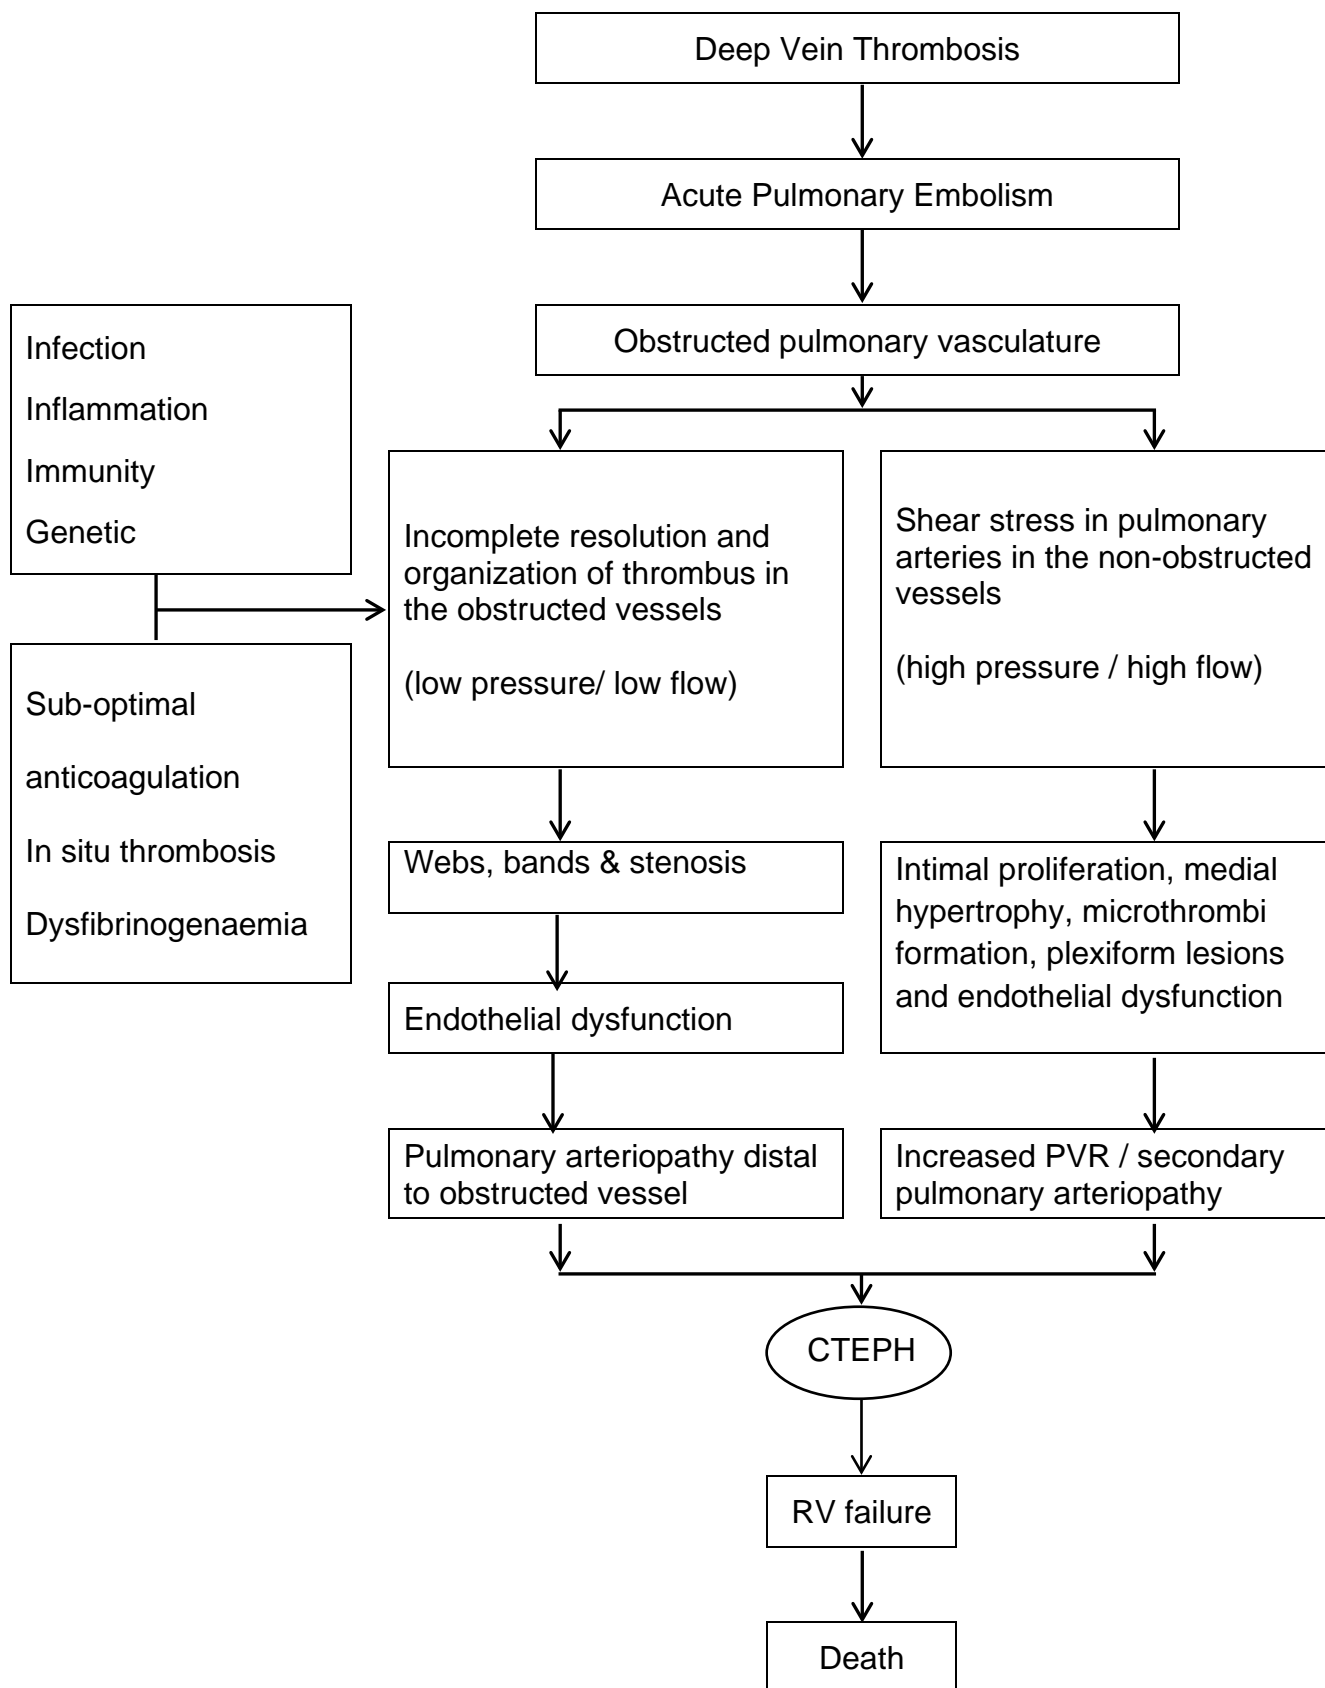 Deep Vein Thrombosis
Acute Pulmonary Embolism
Obstructed pulmonary vasculature
Infection
Inflammation
Immunity
Genetic
Sub-optimal
anticoagulation
In situ thrombosis
Dysfibrinogenaemia
Incomplete resolution and
organization of thrombus in
the obstructed vessels
(low pressure/ low flow)
Shear stress in pulmonary
arteries in the non-obstructed
vessels
(high pressure / high flow)
Webs, bands & stenosis
Intimal proliferation, medial
hypertrophy, microthrombi
formation, plexiform lesions
and endothelial dysfunction
Endothelial dysfunction
Pulmonary arteriopathy distal
to obstructed vessel
Increased PVR / secondary
pulmonary arteriopathy
CTEPH
RV failure
Death